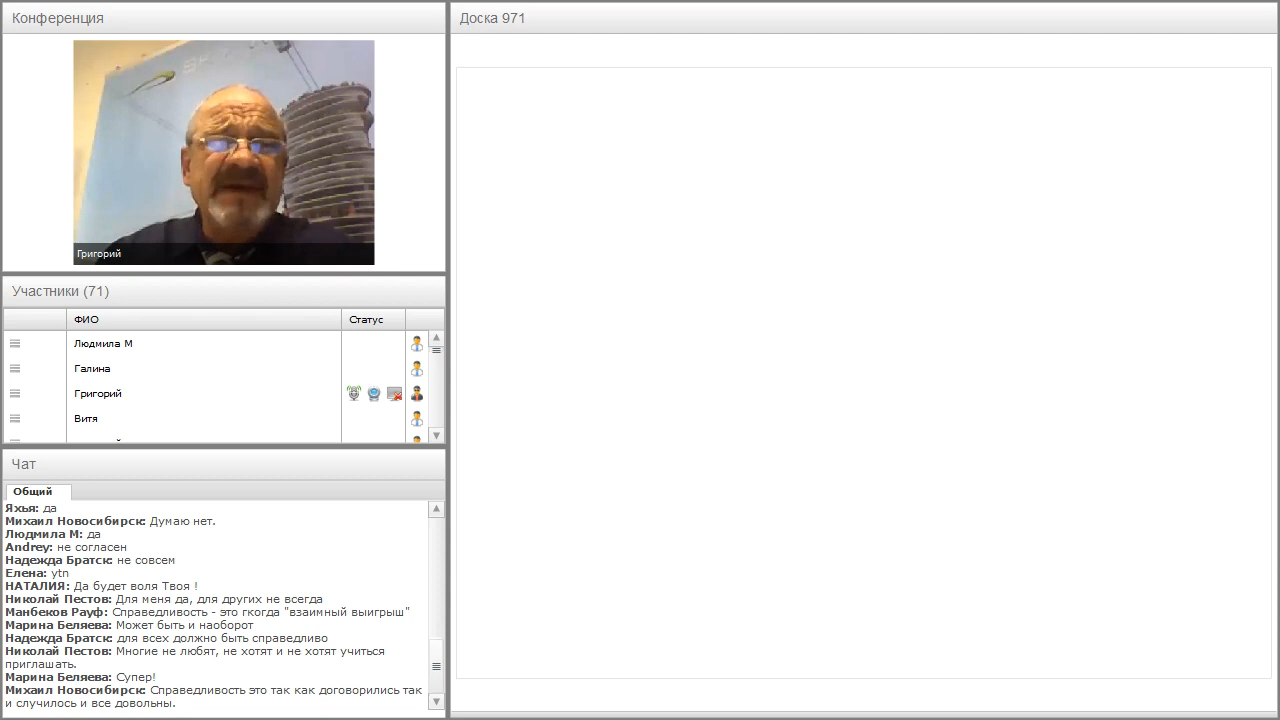 Конференция
Доска 971
Григорий
Участники (71)
ФИО
Статус
Людмила М
Галина
Григорий
Витя
Чат
Общий
Яхья: да
Михаил Новосибирск: Думаю нет.
Людмила М: да
Andrey: не согласен
Надежда Братск: не совсем
Елена: ytn
НАТАЛИЯ: Да будет воля Твоя !
Николай Пестов: Для меня да, для других не всегда
Манбеков Рауф: Справедливость - это гкогда "взаимный выигрыш"
Марина Беляева: Может быть и наоборот
Надежда Братск: для всех должно быть справедливо
Николай Пестов: Многие не любят, не хотят и не хотят учиться
приглашать.
Марина Беляева: Супер!
Михаил Новосибирск: Справедливость это так как договорились так
и случилось и все довольны.